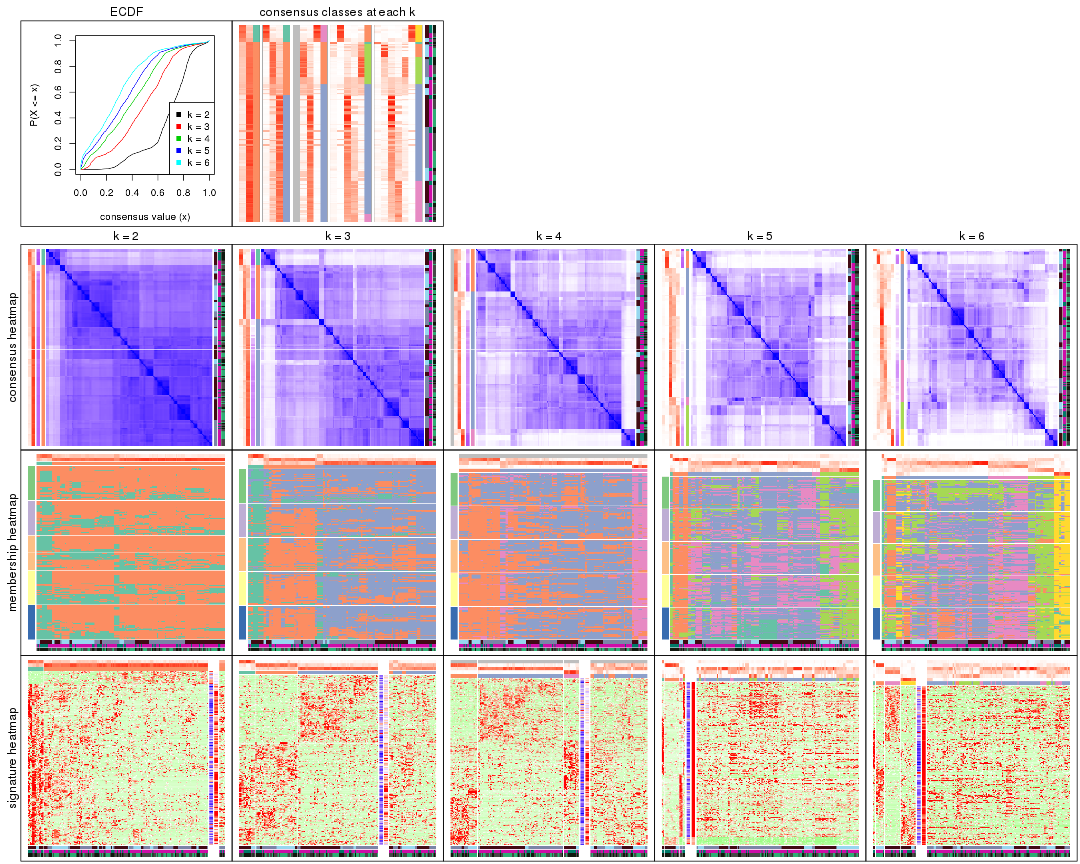 ECDF
consensus classes at each k
P(X <= x)
0.0 0.2 0.4 0.6 0.8 1.0
k = 2
k = 3
k = 4
k = 5
k = 6
0.0 0.2 0.4 0.6 0.8 1.0
consensus value (x)
k = 2
k = 3
k = 4
k = 5
k = 6
consensus heatmap
membership heatmap
signature heatmap